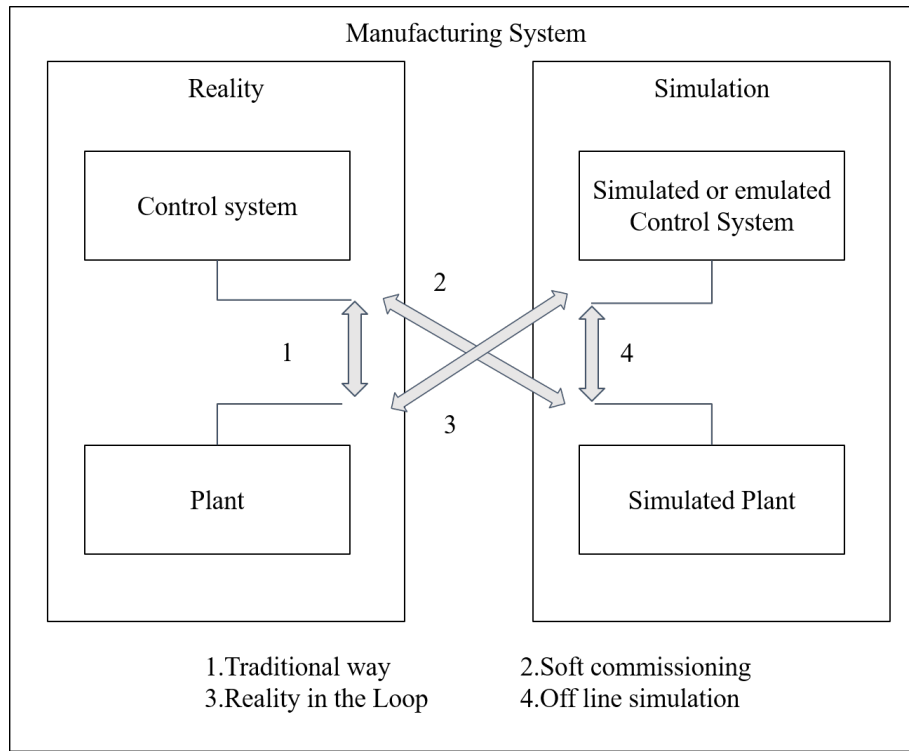 Manufacturing System
Reality
Simulation
Control system
Simulated or emulated
Control System
2
1
4
3
Plant
Simulated Plant
1.Traditional way
2.Soft commissioning
3.Reality in the Loop
4.Off line simulation